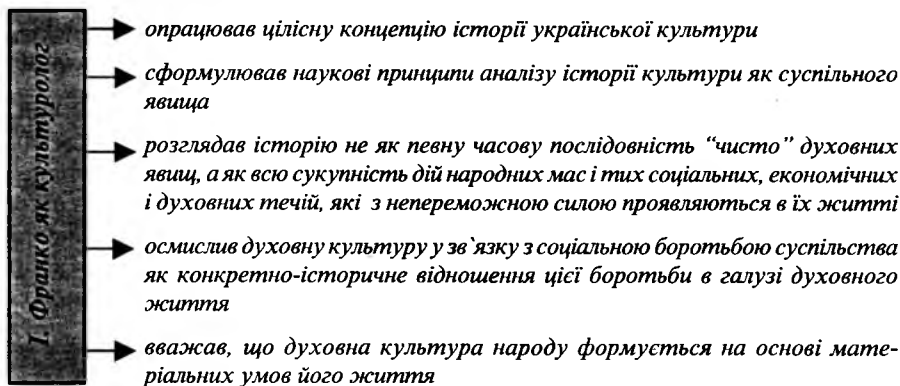 І. Франко як культуролог
опрацював цілісну концепцію історії української культури
сформулював наукові принципи аналізу історії культури як суспільного
явища
розглядав історію не як певну часову послідовність “чисто” духовних
явищ, а як всю сукупність дій народних мас і тих соціальних, економічних
і духовних течій, які з непереможною силою проявляються в їх житті
осмислив духовну культуру у зв`язку з соціальною боротьбою суспільства
як конкретно-історичне відношення цієї боротьби в галузі духовного
життя
вважав, що духовна культура народу формується на основі мате-
ріальних умов його життя